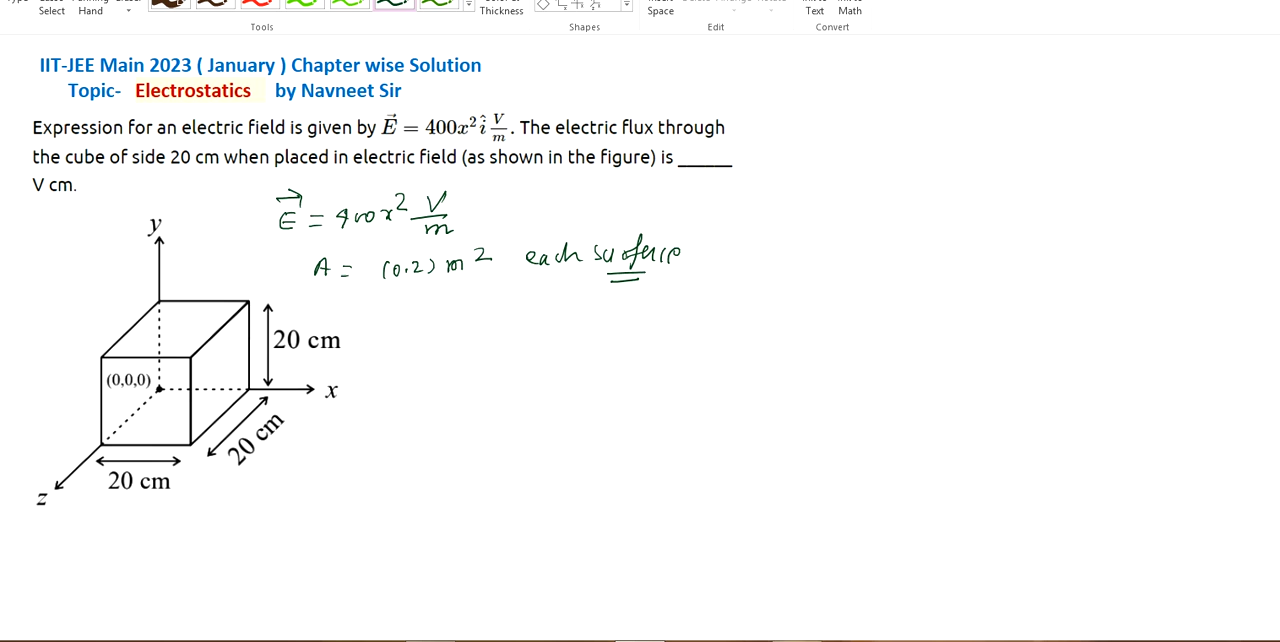 Select Hand Thickness Space Text Math
Tools Shapes Edit Convert
IIT-JEE Main 2023 ( January ) Chapter wise Solution
Topic- Electrostatics by Navneet Sir
Expression for an electric field is given by \vec{E} = 400x² î V/m. The electric flux through
the cube of side 20 cm when placed in electric field (as shown in the figure) is ______
V cm.
\vec{E} = 400x² V/m
A = (0.2) m² each surface
y
20 cm
(0,0,0)
x
20 cm
20 cm
z